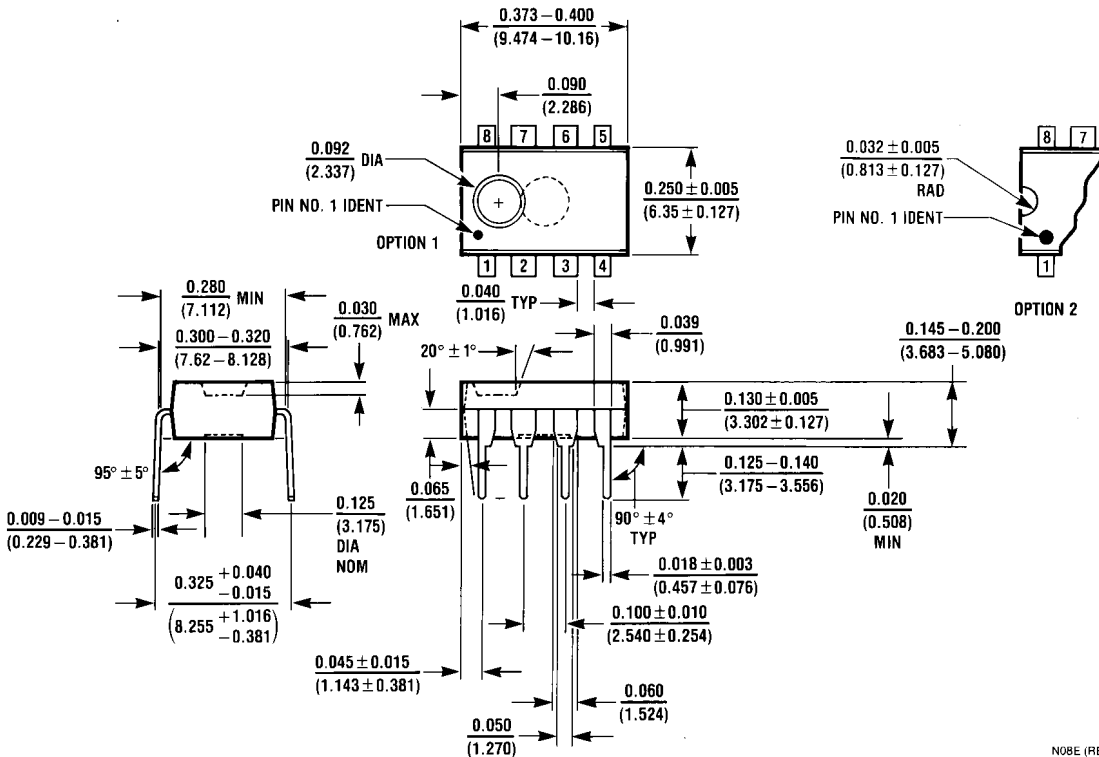 0.373 – 0.400
(9.474 – 10.16)
0.090
(2.286)
8 7 6 5
0.092 DIA
(2.337)
PIN NO. 1 IDENT
OPTION 1
1 2 3 4
0.250 ± 0.005
(6.35 ± 0.127)
0.032 ± 0.005
(0.813 ± 0.127)
RAD
PIN NO. 1 IDENT
8 7
1
OPTION 2
0.280 MIN
(7.112)
0.300 – 0.320
(7.62 – 8.128)
0.030 MAX
(0.762)
0.040 TYP
(1.016)
0.039
(0.991)
20° ± 1°
0.145 – 0.200
(3.683 – 5.080)
0.130 ± 0.005
(3.302 ± 0.127)
0.125 – 0.140
(3.175 – 3.556)
0.020
(0.508)
MIN
95° ± 5°
0.009 – 0.015
(0.229 – 0.381)
0.125
(3.175)
DIA
NOM
0.065
(1.651)
90° ± 4°
TYP
0.325 +0.040 -0.015
(8.255 +1.016 -0.381)
0.018 ± 0.003
(0.457 ± 0.076)
0.100 ± 0.010
(2.540 ± 0.254)
0.045 ± 0.015
(1.143 ± 0.381)
0.060
(1.524)
0.050
(1.270)
N08E